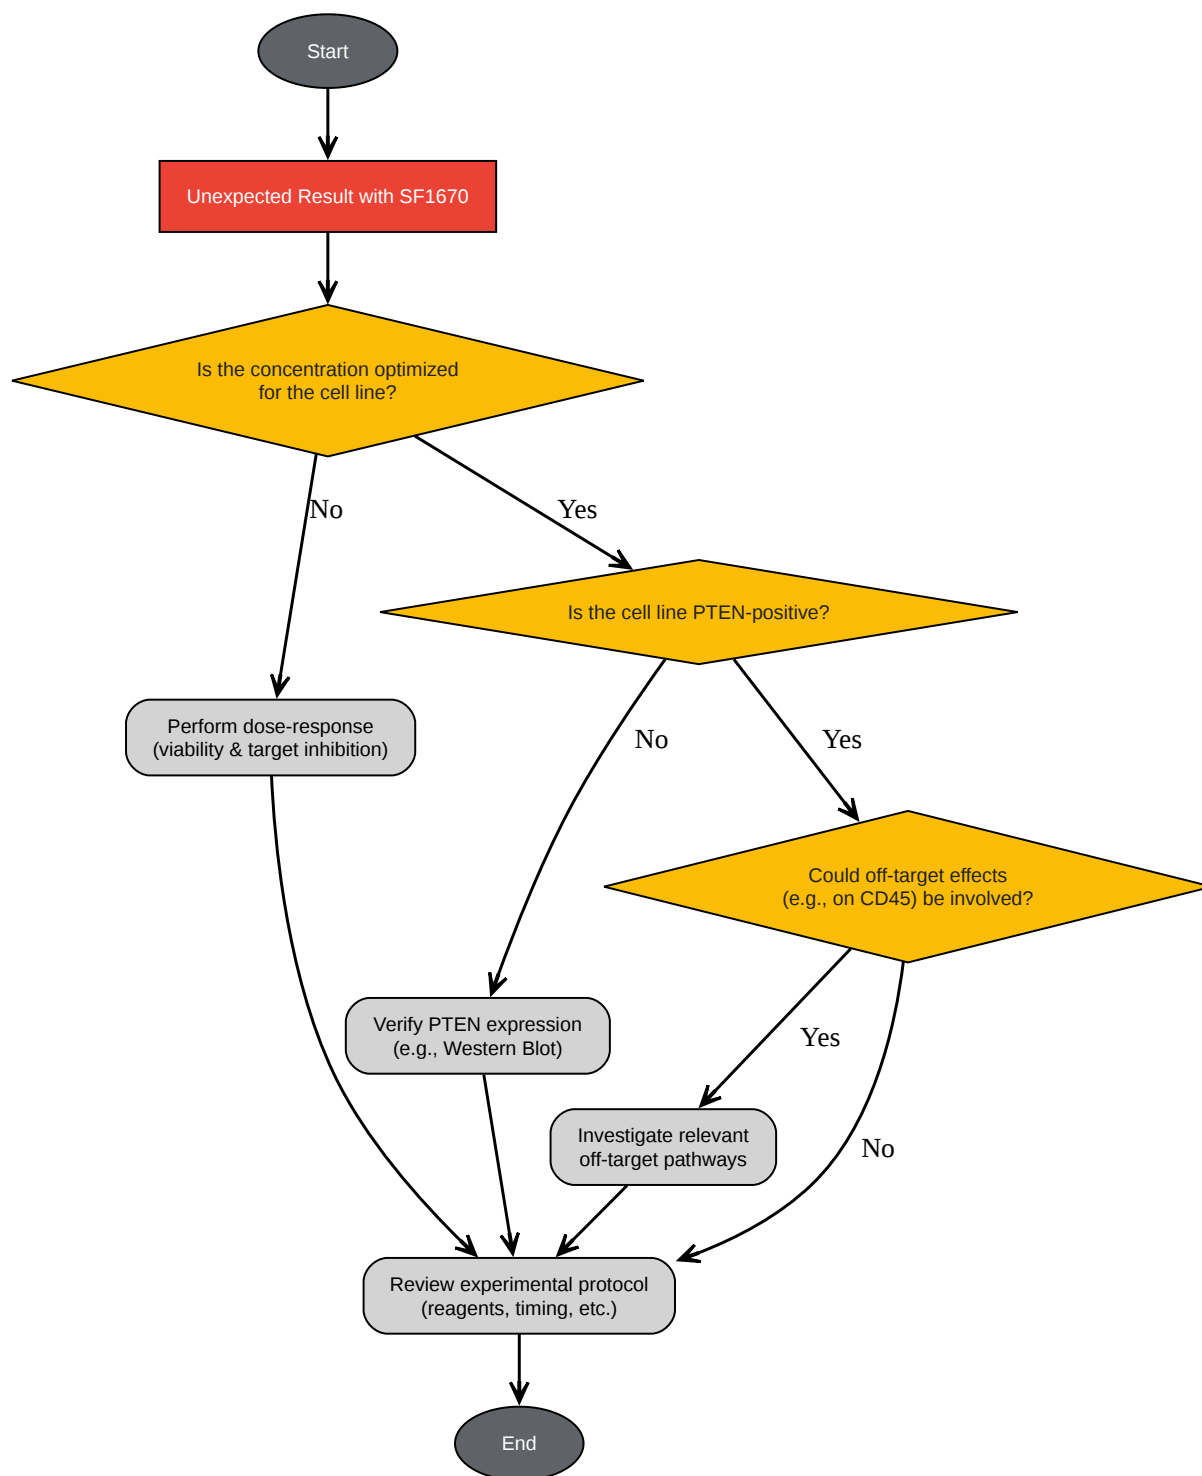 Start
Unexpected Result with SF1670
Is the concentration optimized
for the cell line?
No
Yes
Is the cell line PTEN-positive?
Perform dose-response
(viability & target inhibition)
No
Yes
Could off-target effects
(e.g., on CD45) be involved?
Verify PTEN expression
(e.g., Western Blot)
Yes
Investigate relevant
off-target pathways
No
Review experimental protocol
(reagents, timing, etc.)
End